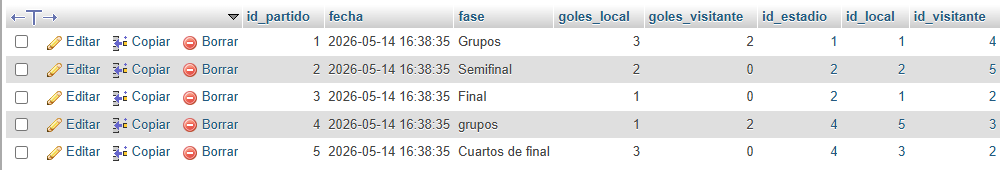 id_partido fecha fase goles_local goles_visitante id_estadio id_local id_visitante
Editar Copiar Borrar 1 2026-05-14 16:38:35 Grupos 3 2 1 1 4
Editar Copiar Borrar 2 2026-05-14 16:38:35 Semifinal 2 0 2 2 5
Editar Copiar Borrar 3 2026-05-14 16:38:35 Final 1 0 2 1 2
Editar Copiar Borrar 4 2026-05-14 16:38:35 grupos 1 2 4 5 3
Editar Copiar Borrar 5 2026-05-14 16:38:35 Cuartos de final 3 0 4 3 2